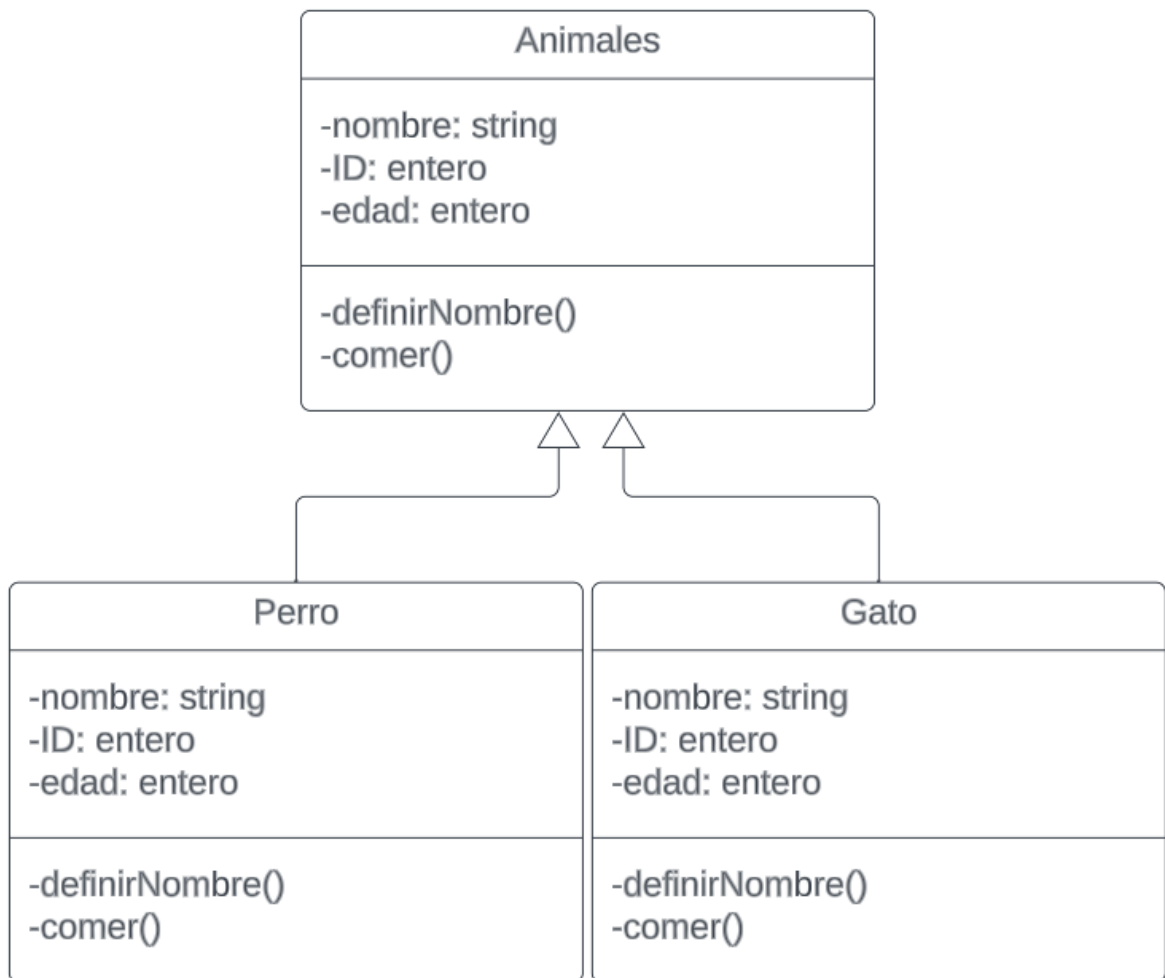 Animales
-nombre: string
-ID: entero
-edad: entero
-definirNombre()
-comer()
Perro
-nombre: string
-ID: entero
-edad: entero
-definirNombre()
-comer()
Gato
-nombre: string
-ID: entero
-edad: entero
-definirNombre()
-comer()